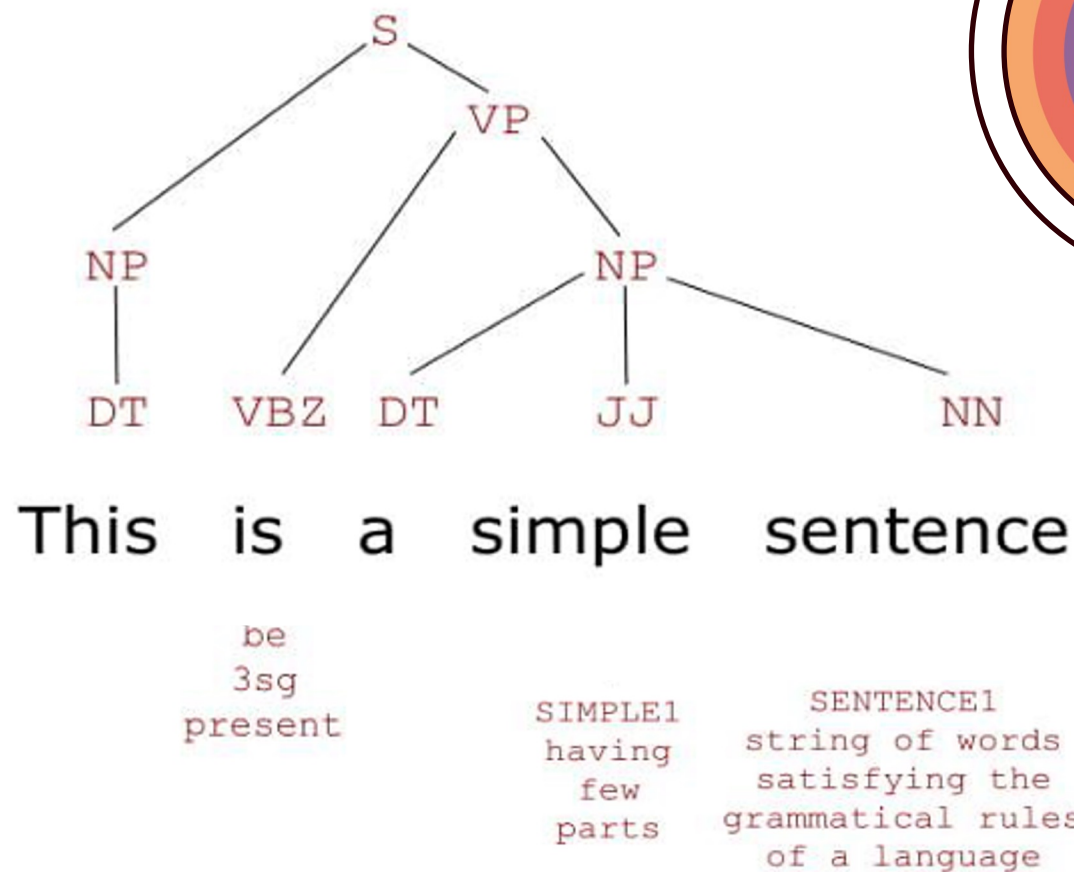 S
VP
NP NP
DT VBZ DT JJ NN
This is a simple sentence
be
3sg
present
SIMPLE1
having
few
parts
SENTENCE1
string of words
satisfying the
grammatical rules
of a language